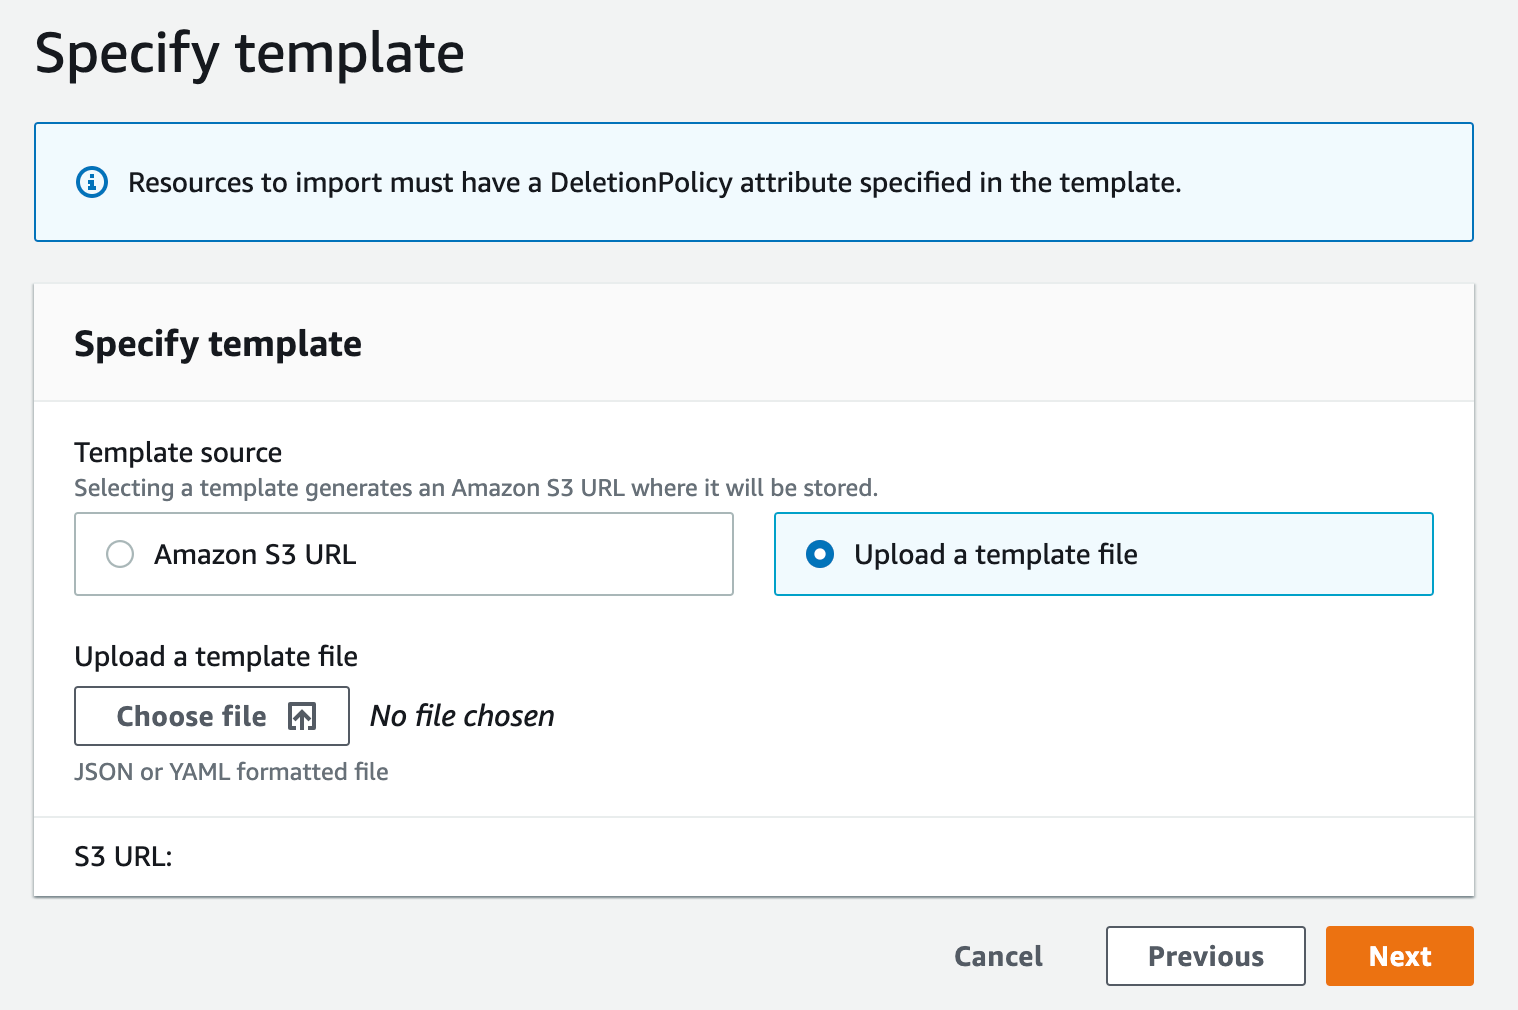 Specify template
Resources to import must have a DeletionPolicy attribute specified in the template.
Specify template
Template source
Selecting a template generates an Amazon S3 URL where it will be stored.
Amazon S3 URL
Upload a template file
Upload a template file
Choose file
No file chosen
JSON or YAML formatted file
S3 URL:
Cancel
Previous
Next